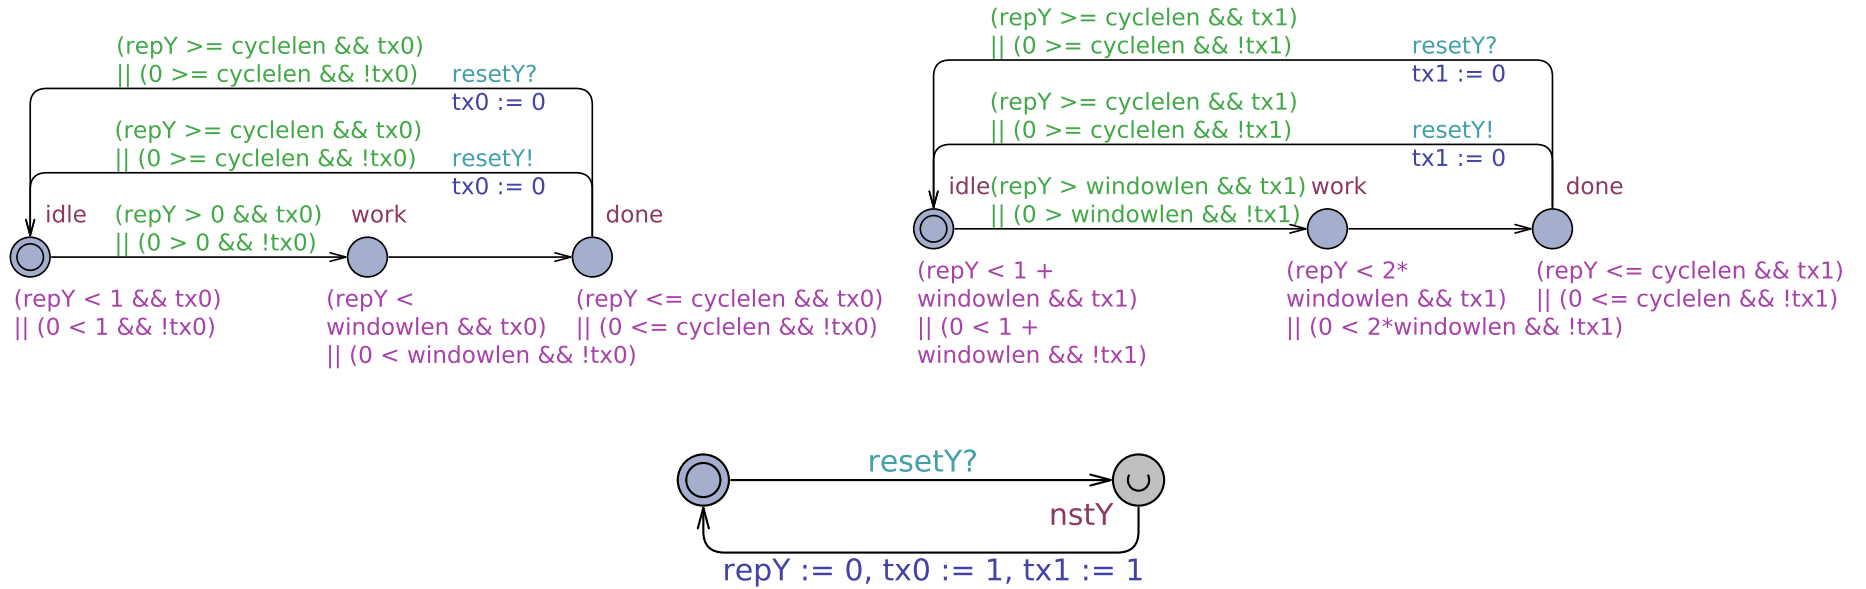 (repY >= cyclelen && tx0)
|| (0 >= cyclelen && !tx0)
resetY?
tx0 := 0
(repY >= cyclelen && tx0)
|| (0 >= cyclelen && !tx0)
resetY!
tx0 := 0
idle
(repY > 0 && tx0)
|| (0 > 0 && !tx0)
work
done
(repY < 1 && tx0)
|| (0 < 1 && !tx0)
(repY <
windowlen && tx0)
|| (0 < windowlen && !tx0)
(repY <= cyclelen && tx0)
|| (0 <= cyclelen && !tx0)
(repY >= cyclelen && tx1)
|| (0 >= cyclelen && !tx1)
resetY?
tx1 := 0
(repY >= cyclelen && tx1)
|| (0 >= cyclelen && !tx1)
resetY!
tx1 := 0
idle
(repY > windowlen && tx1)
|| (0 > windowlen && !tx1)
work
done
(repY < 1 +
windowlen && tx1)
|| (0 < 1 +
windowlen && !tx1)
(repY < 2*
windowlen && tx1)
|| (0 < 2*windowlen && !tx1)
(repY <= cyclelen && tx1)
|| (0 <= cyclelen && !tx1)
resetY?
nstY
repY := 0, tx0 := 1, tx1 := 1